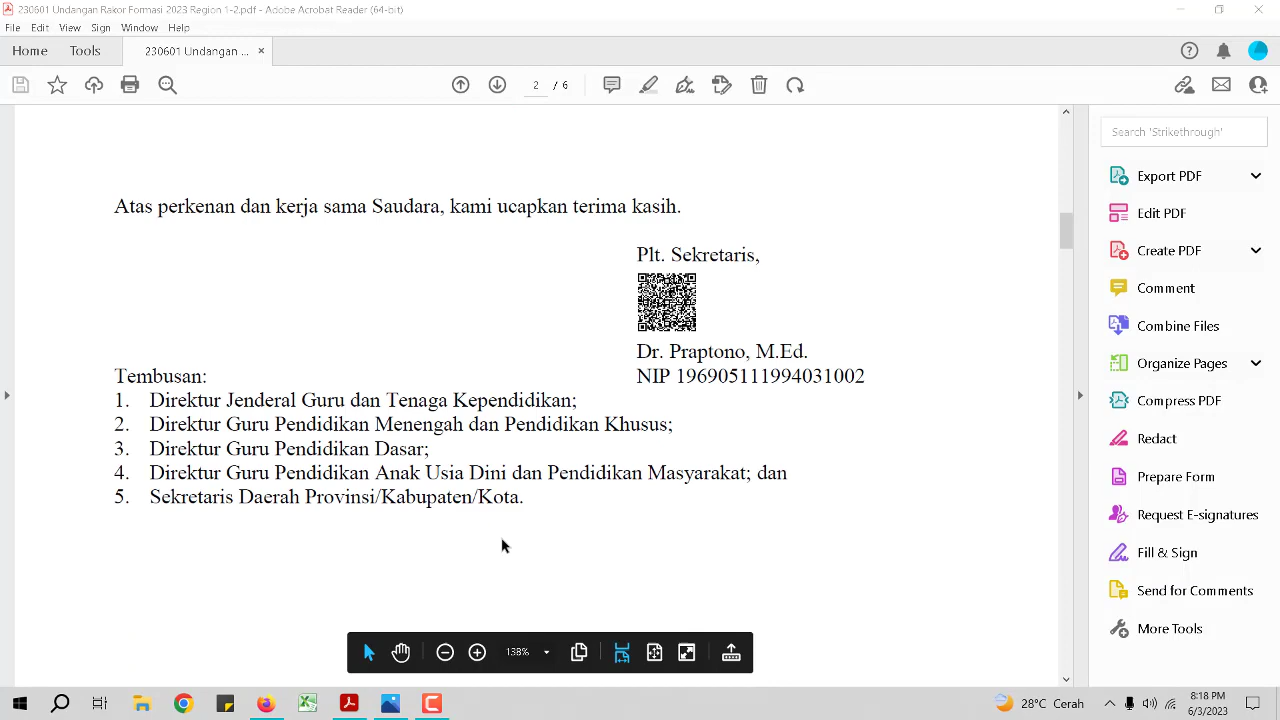 230601 Undangan Rakor Formasi 2023 Region 1-2.pdf - Adobe Acrobat Reader (64-bit)
File Edit View Sign Window Help
Home Tools 230601 Undangan ... ×
2 / 6
Search 'Strikethrough'
Export PDF
Edit PDF
Create PDF
Comment
Combine Files
Organize Pages
Compress PDF
Redact
Prepare Form
Request E-signatures
Fill & Sign
Send for Comments
More Tools
Atas perkenan dan kerja sama Saudara, kami ucapkan terima kasih.
Plt. Sekretaris,
Dr. Praptono, M.Ed.
NIP 196905111994031002
Tembusan:
1. Direktur Jenderal Guru dan Tenaga Kependidikan;
2. Direktur Guru Pendidikan Menengah dan Pendidikan Khusus;
3. Direktur Guru Pendidikan Dasar;
4. Direktur Guru Pendidikan Anak Usia Dini dan Pendidikan Masyarakat; dan
5. Sekretaris Daerah Provinsi/Kabupaten/Kota.
138%
28°C Cerah
8:18 PM
6/3/2023